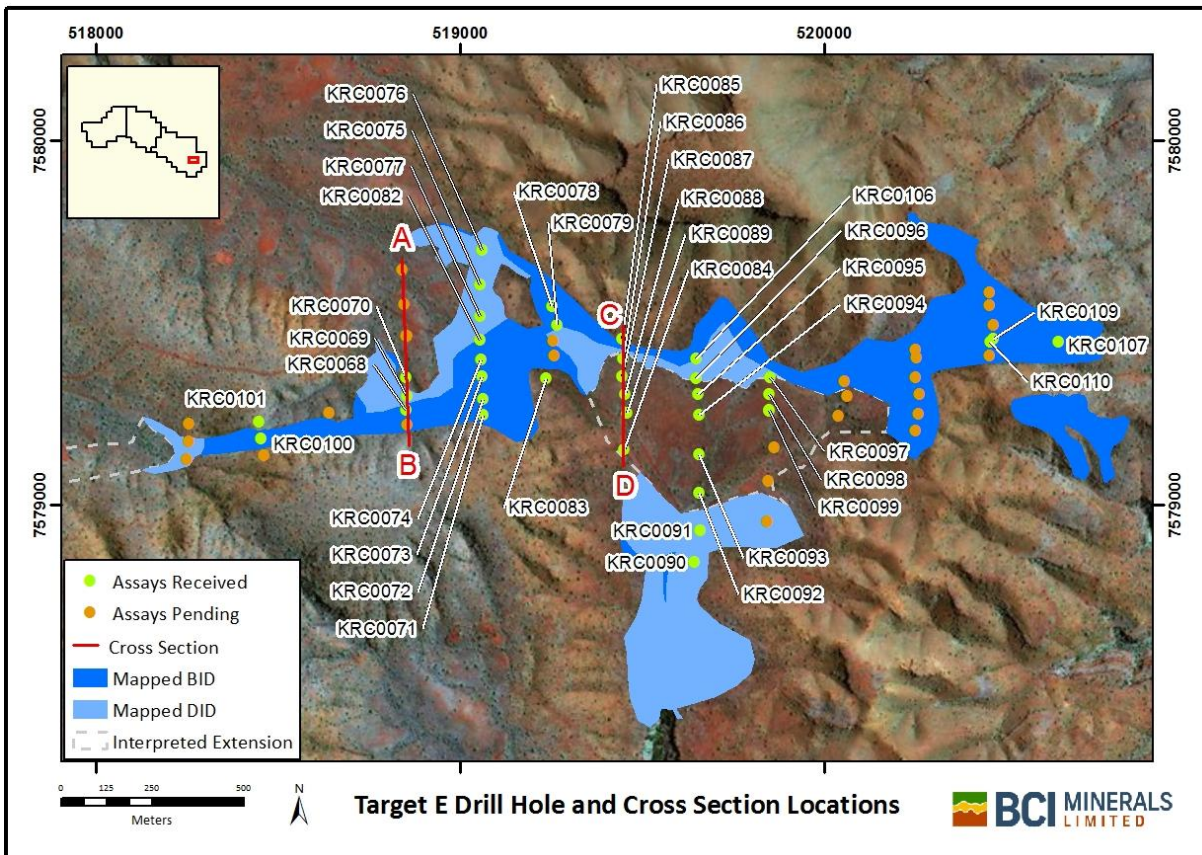 518000
519000
520000
7580000
7580000
7579000
7579000
KRC0076
KRC0075
KRC0077
KRC0082
KRC0078
KRC0079
KRC0085
KRC0086
KRC0087
KRC0088
KRC0089
KRC0084
KRC0106
KRC0096
KRC0095
KRC0094
A
C
KRC0070
KRC0069
KRC0068
KRC0109
KRC0107
KRC0110
KRC0101
KRC0100
B
D
KRC0097
KRC0098
KRC0099
KRC0083
KRC0074
KRC0073
KRC0072
KRC0071
KRC0091
KRC0090
KRC0093
KRC0092
Assays Received
Assays Pending
Cross Section
Mapped BID
Mapped DID
Interpreted Extension
0 125 250 500
Meters
N
Target E Drill Hole and Cross Section Locations
BCI MINERALS
LIMITED